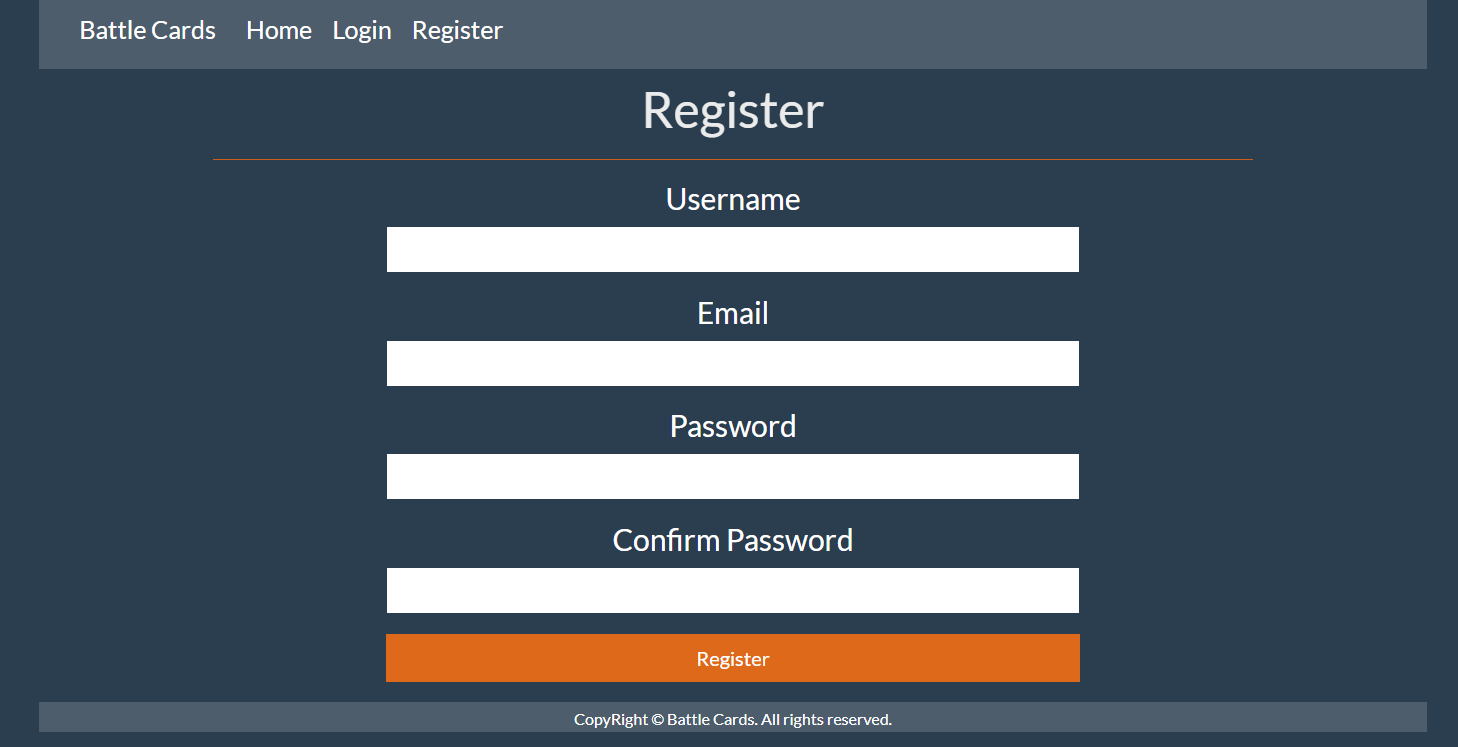 Battle Cards Home Login Register
Register
Username
Email
Password
Confirm Password
Register
CopyRight © Battle Cards. All rights reserved.